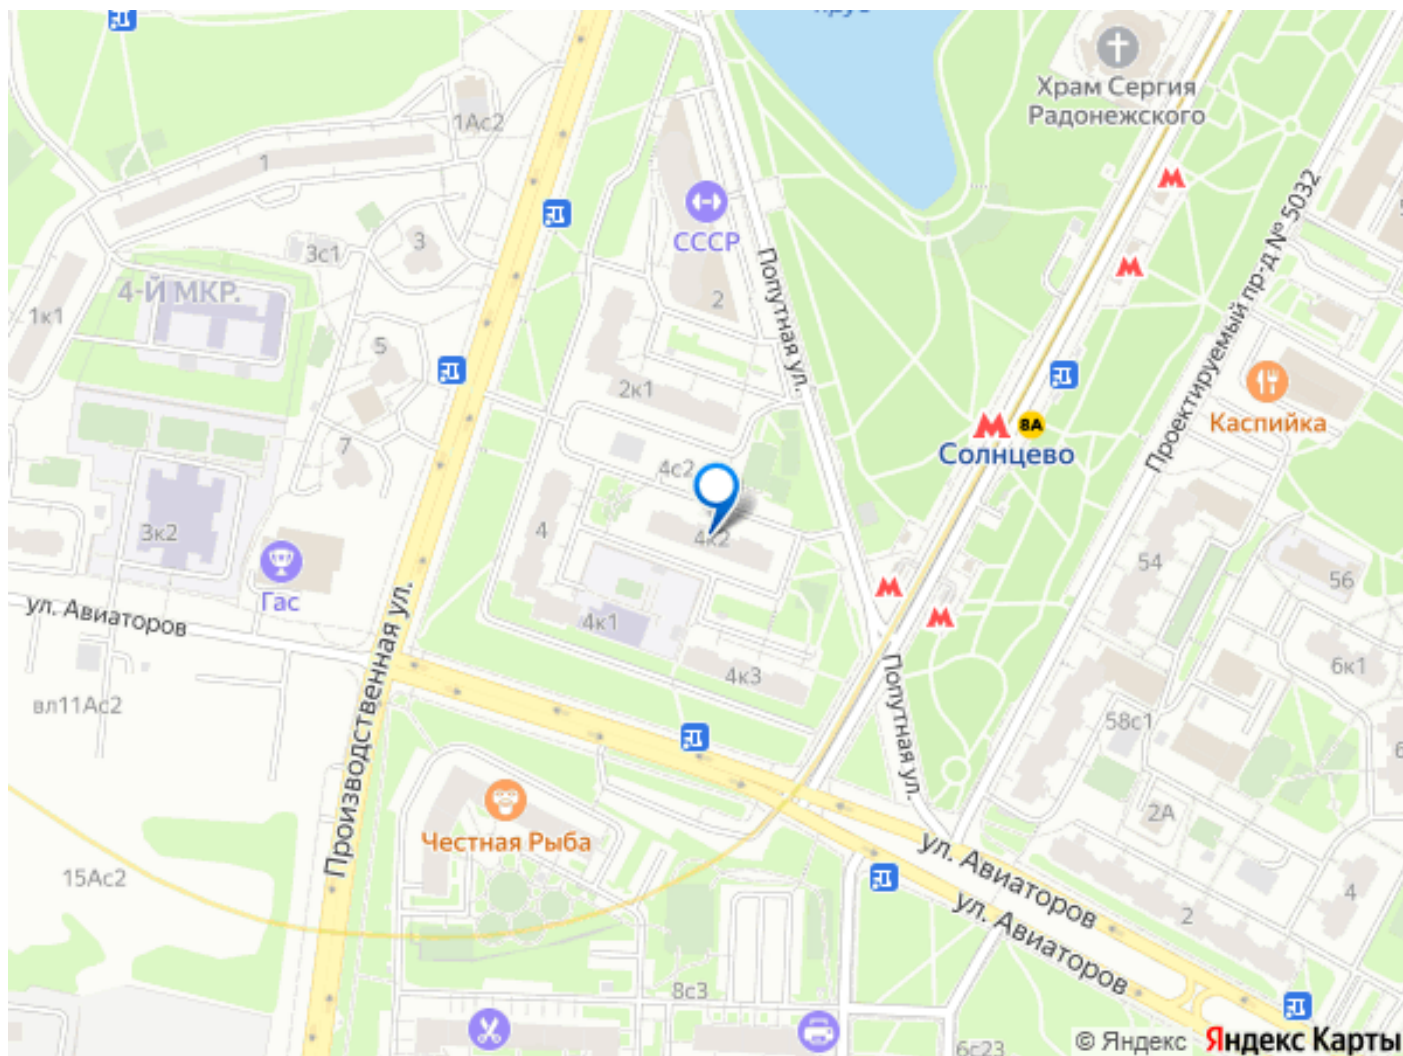 Храм Сергия
Радонежского
1Ас2
1
СССР
3
3с1
4-Й МКР.
Попутная ул.
Проектируемый пр-д № 5032
2
1к1
5
2к1
Каспийка
8А
Солнцево
7
4с2
3к2
4
4к2
54
56
Гас
ул. Авиаторов
4к1
4к3
6к1
Производственная ул.
Попутная ул.
вл11Ас2
58с1
2А
Честная Рыба
15Ас2
ул. Авиаторов
4
2
ул. Авиаторов
8с3
6с23
© Яндекс Яндекс Карты